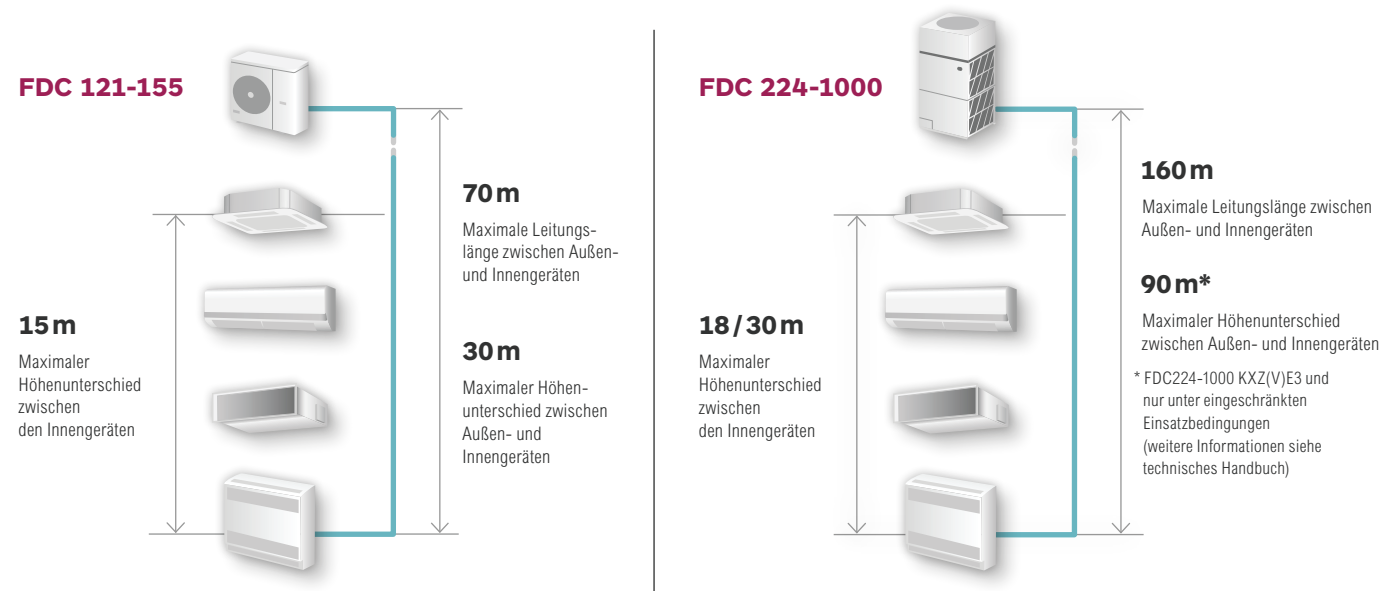 FDC 121-155
70 m
Maximale Leitungs-
länge zwischen Außen-
und Innengeräten
15 m
Maximaler
Höhenunterschied
zwischen
den Innengeräten
30 m
Maximaler Höhen-
unterschied zwischen
Außen- und
Innengeräten
FDC 224-1000
160 m
Maximale Leitungslänge zwischen
Außen- und Innengeräten
18 / 30 m
Maximaler
Höhenunterschied
zwischen
den Innengeräten
90 m*
Maximaler Höhenunterschied
zwischen Außen- und Innengeräten
* FDC224-1000 KXZ(V)E3 und
nur unter eingeschränkten
Einsatzbedingungen
(weitere Informationen siehe
technisches Handbuch)